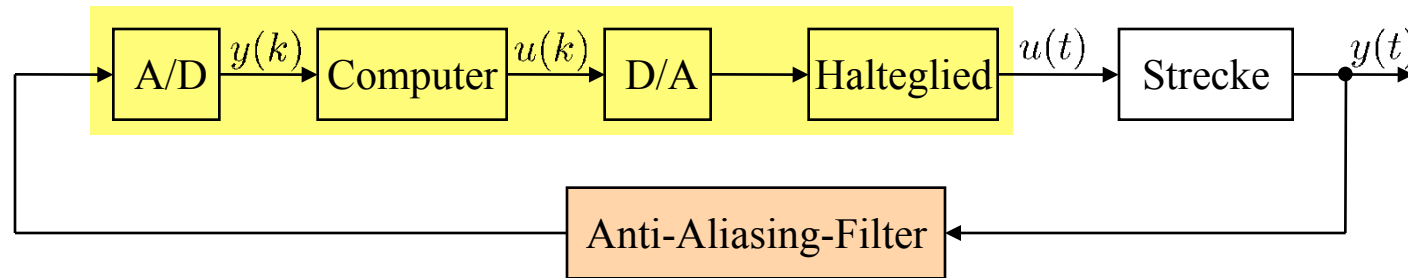 A/D y(k) Computer u(k) D/A Halteglied u(t) Strecke y(t)
Anti-Aliasing-Filter